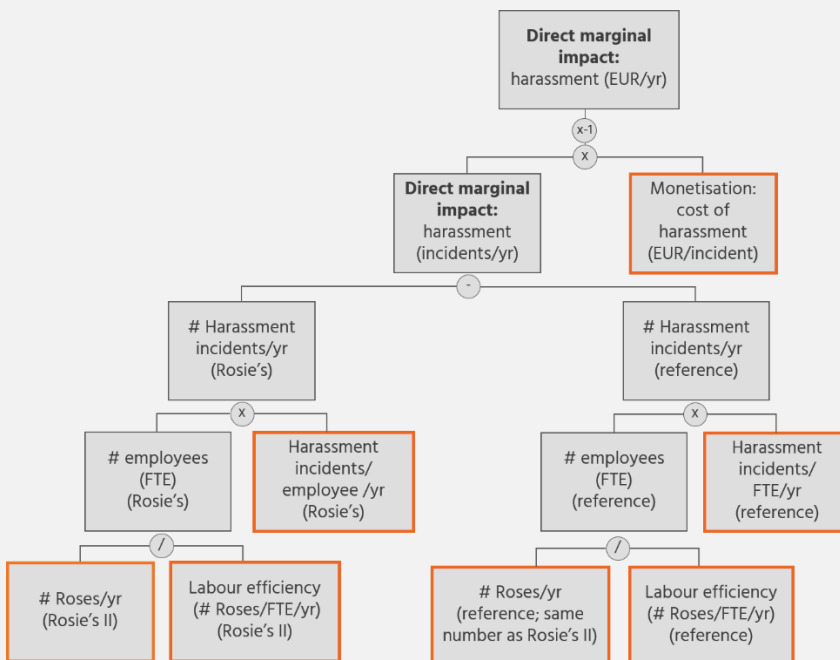 Direct marginal
impact:
harassment (EUR/yr)
x-1
x
Direct marginal
impact:
harassment
(incidents/yr)
Monetisation:
cost of
harassment
(EUR/incident)
-
# Harassment
incidents/yr
(Rosie's)
# Harassment
incidents/yr
(reference)
x
x
# employees
(FTE)
(Rosie's)
Harassment
incidents/
employee /yr
(Rosie's)
# employees
(FTE)
(reference)
Harassment
incidents/
FTE/yr
(reference)
/
/
# Roses/yr
(Rosie's II)
Labour efficiency
(# Roses/FTE/yr)
(Rosie's II)
# Roses/yr
(reference; same
number as Rosie's II)
Labour efficiency
(# Roses/FTE/yr)
(reference)